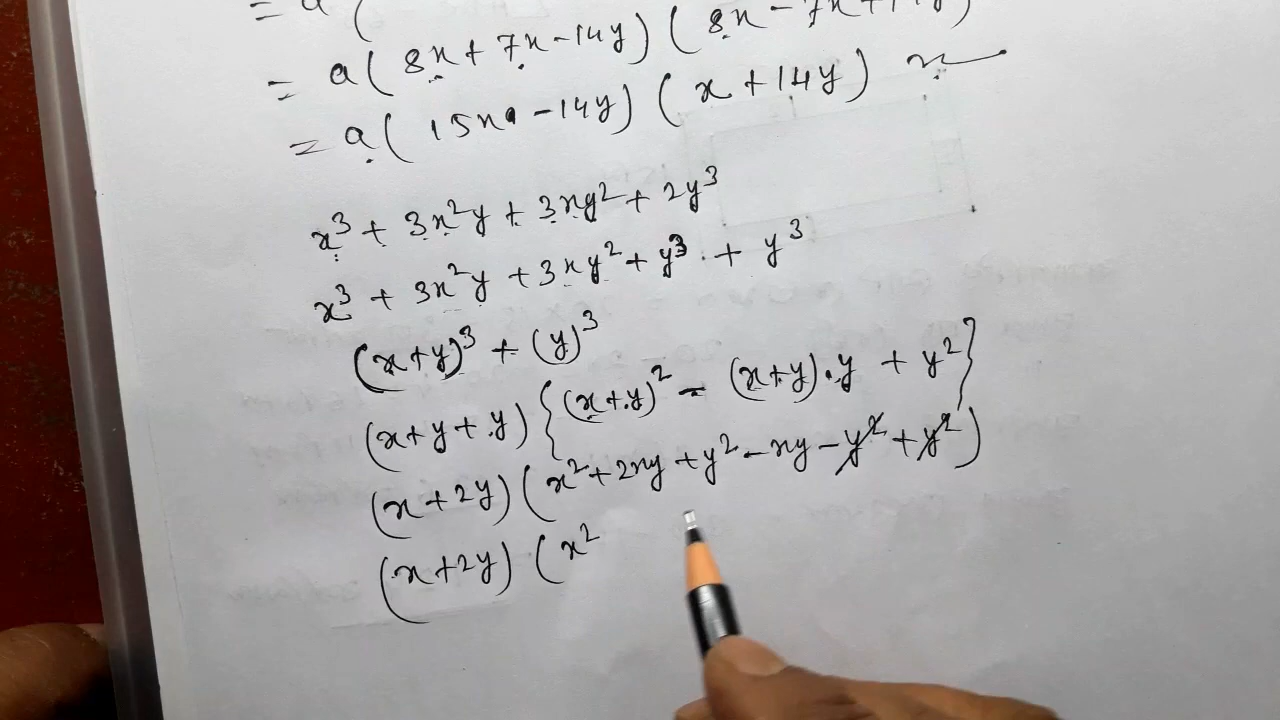 = a (
= a ( 8x + 7x - 14y ) ( 8x - 7x + 14y )
= a ( 15x - 14y ) ( x + 14y )
x³ + 3x²y + 3xy² + 2y³
x³ + 3x²y + 3xy² + y³ + y³
(x+y)³ + (y)³
(x+y+y) {(x+y)² - (x+y).y + y²}
(x+2y) (x²+2xy+y²-xy-y²+y²)
(x+2y) (x²